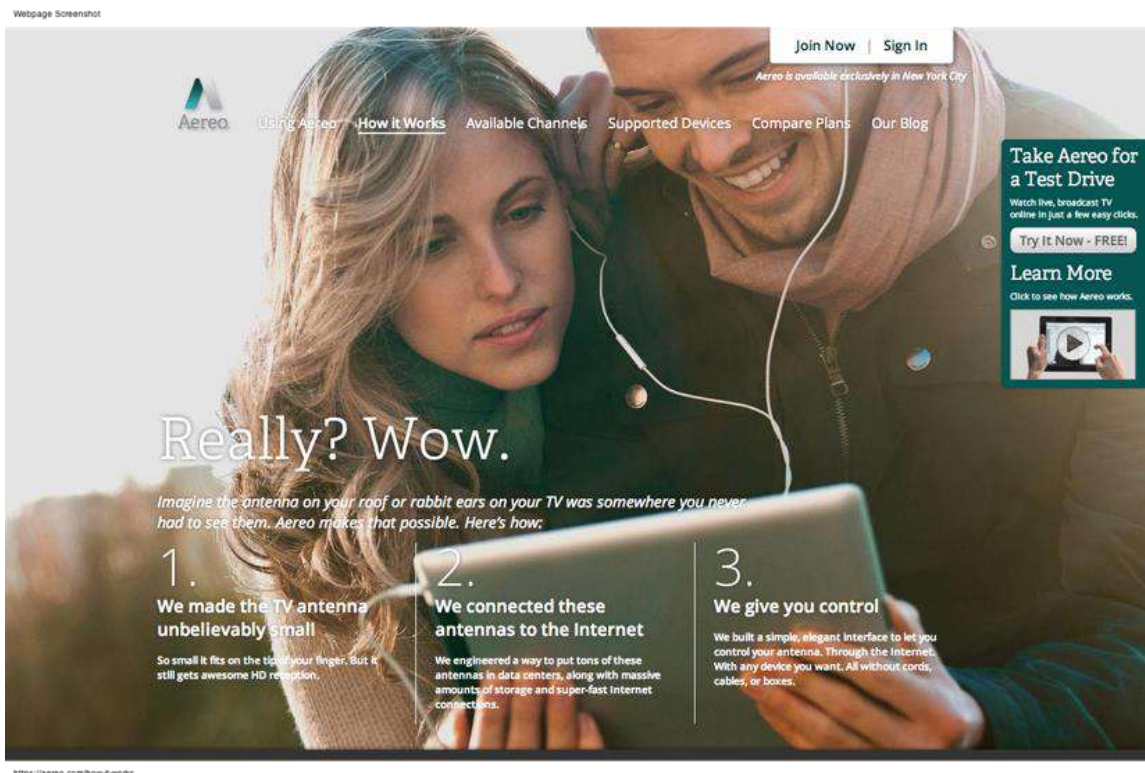 Webpage Screenshot
Join Now | Sign In
Aereo is available exclusively in New York City
Aereo.
Using Aereo How it Works Available Channels Supported Devices Compare Plans Our Blog
Take Aereo for
a Test Drive
Watch live, broadcast TV
online in just a few easy clicks.
Try It Now - FREE!
Learn More
Click to see how Aereo works.
Really? Wow.
Imagine the antenna on your roof or rabbit ears on your TV was somewhere you never
had to see them. Aereo makes that possible. Here's how:
1.
We made the TV antenna
unbelievably small
So small it fits on the tip of your finger. But it
still gets awesome HD reception.
2.
We connected these
antennas to the Internet
We engineered a way to put tons of these
antennas in data centers, along with massive
amounts of storage and super-fast Internet
connections.
3.
We give you control
We built a simple, elegant interface to let you
control your antenna. Through the Internet.
With any device you want. All without cords,
cables, or boxes.